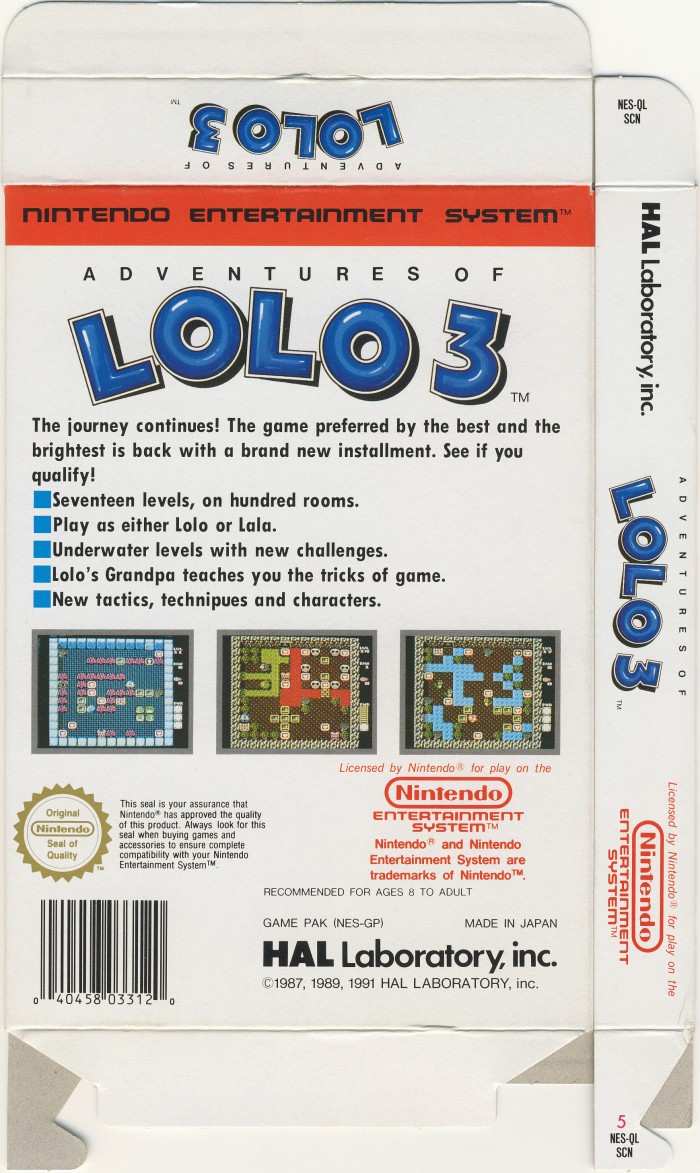 ADVENTURES OF
LOLO 3
TM
NINTENDO ENTERTAINMENT SYSTEM™
ADVENTURES OF
LOLO 3
TM
The journey continues! The game preferred by the best and the
brightest is back with a brand new installment. See if you
qualify!
Seventeen levels, on hundred rooms.
Play as either Lolo or Lala.
Underwater levels with new challenges.
Lolo's Grandpa teaches you the tricks of game.
New tactics, technipues and characters.
Original
Nintendo
Seal of
Quality
TM
This seal is your assurance that
Nintendo® has approved the quality
of this product. Always look for this
seal when buying games and
accessories to ensure complete
compatibility with your Nintendo
Entertainment System™.
Licensed by Nintendo® for play on the
Nintendo
ENTERTAINMENT
SYSTEM™
Nintendo® and Nintendo
Entertainment System are
trademarks of Nintendo™.
RECOMMENDED FOR AGES 8 TO ADULT
GAME PAK (NES-GP) MADE IN JAPAN
HAL Laboratory, inc.
©1987, 1989, 1991 HAL LABORATORY, inc.
0 40458 03312 0
NES-QL
SCN
HAL Laboratory, inc.
ADVENTURES OF
LOLO 3
TM
Licensed by Nintendo® for play on the
Nintendo
ENTERTAINMENT
SYSTEM™
5
NES-QL
SCN